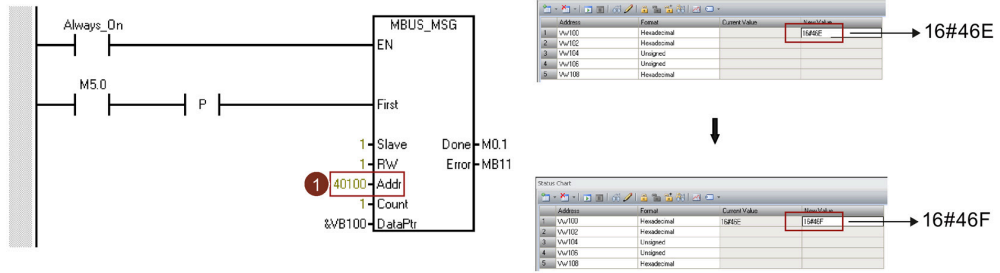 Always_On
MBUS_MSG
EN
M5.0
P
First
1 Slave Done M0.1
1 RW Error MB11
1 40100 Addr
1 Count
&VB100 DataPtr
Address Format Current Value New Value
1 VW100 Hexadecimal 16#46E
2 VW102 Hexadecimal
3 VW104 Unsigned
4 VW106 Unsigned
5 VW108 Hexadecimal
16#46E
Status Chart
Address Format Current Value New Value
1 VW100 Hexadecimal 16#46E 16#46F
2 VW102 Hexadecimal
3 VW104 Unsigned
4 VW106 Unsigned
5 VW108 Hexadecimal
16#46F